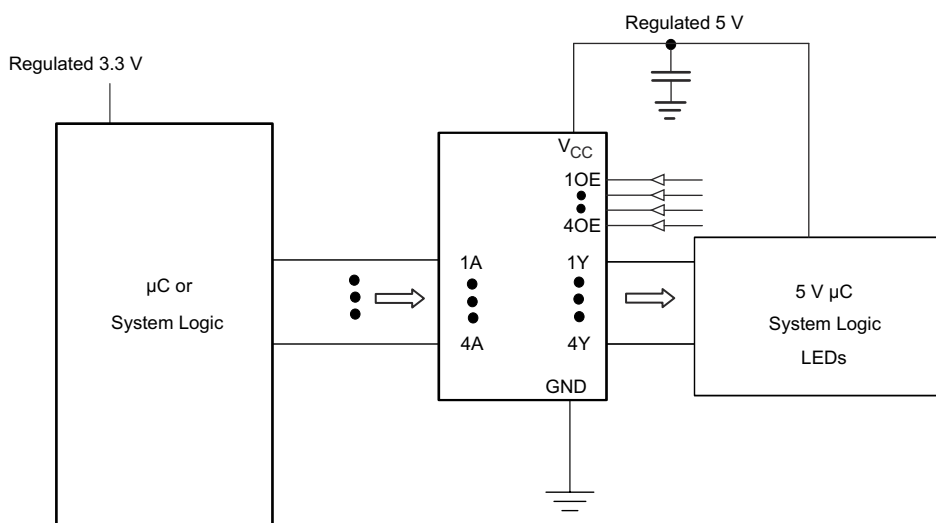 Regulated 5 V
Regulated 3.3 V
VCC
1OE
4OE
1A
1Y
µC or
System Logic
5 V µC
System Logic
LEDs
4A
4Y
GND